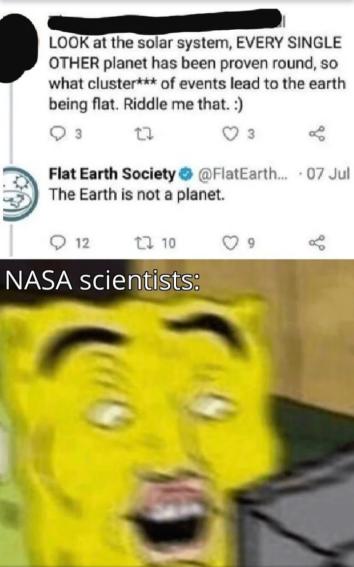 LOOK at the solar system, EVERY SINGLE
OTHER planet has been proven round, so
what cluster*** of events lead to the earth
being flat. Riddle me that. :)
3 3
Flat Earth Society @FlatEarth... · 07 Jul
The Earth is not a planet.
12 10 9
NASA scientists: